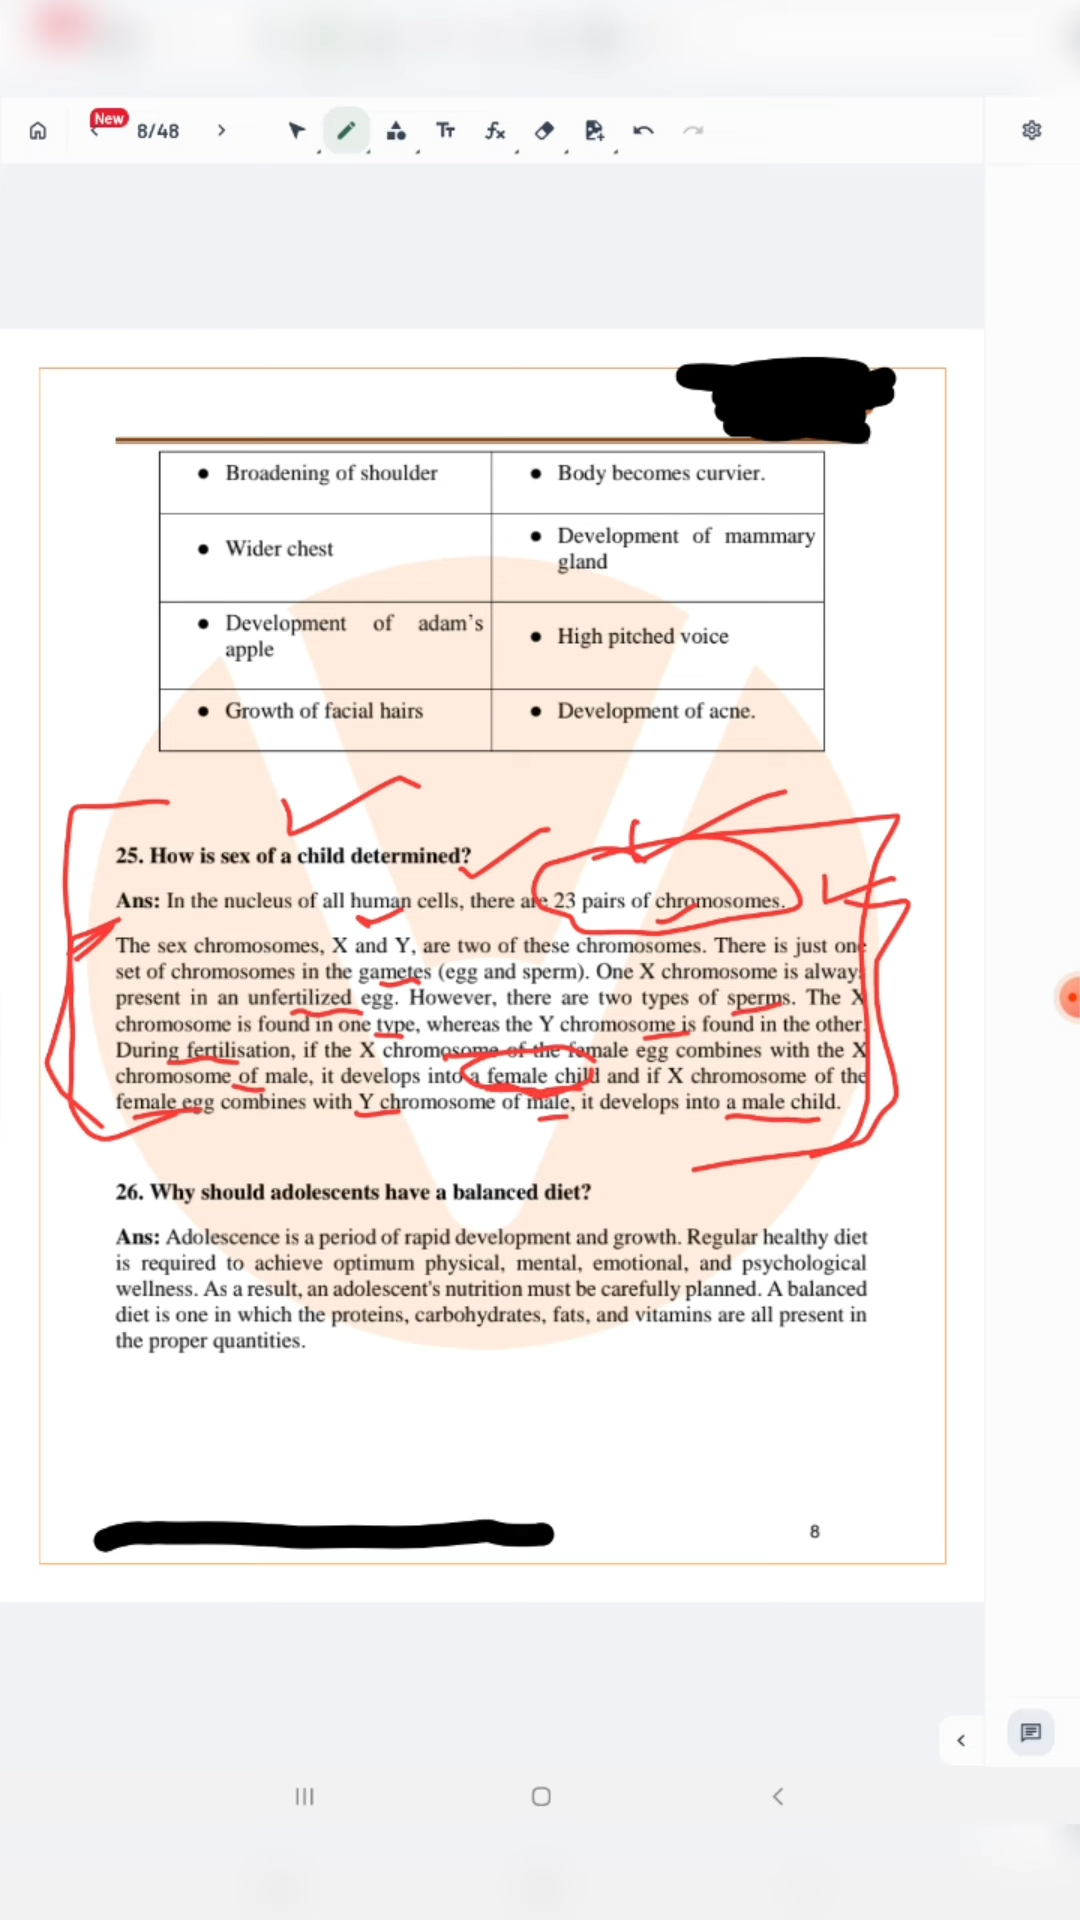 New
8/48
Tт
fx
• Broadening of shoulder
• Body becomes curvier.
• Wider chest
• Development of mammary
gland
• Development of adam's
apple
• High pitched voice
• Growth of facial hairs
• Development of acne.
25. How is sex of a child determined?
Ans: In the nucleus of all human cells, there are 23 pairs of chromosomes.
The sex chromosomes, X and Y, are two of these chromosomes. There is just one
set of chromosomes in the gametes (egg and sperm). One X chromosome is always
present in an unfertilized egg. However, there are two types of sperms. The X
chromosome is found in one type, whereas the Y chromosome is found in the other.
During fertilisation, if the X chromosome of the female egg combines with the X
chromosome of male, it develops into a female child and if X chromosome of the
female egg combines with Y chromosome of male, it develops into a male child.
26. Why should adolescents have a balanced diet?
Ans: Adolescence is a period of rapid development and growth. Regular healthy diet
is required to achieve optimum physical, mental, emotional, and psychological
wellness. As a result, an adolescent's nutrition must be carefully planned. A balanced
diet is one in which the proteins, carbohydrates, fats, and vitamins are all present in
the proper quantities.
8